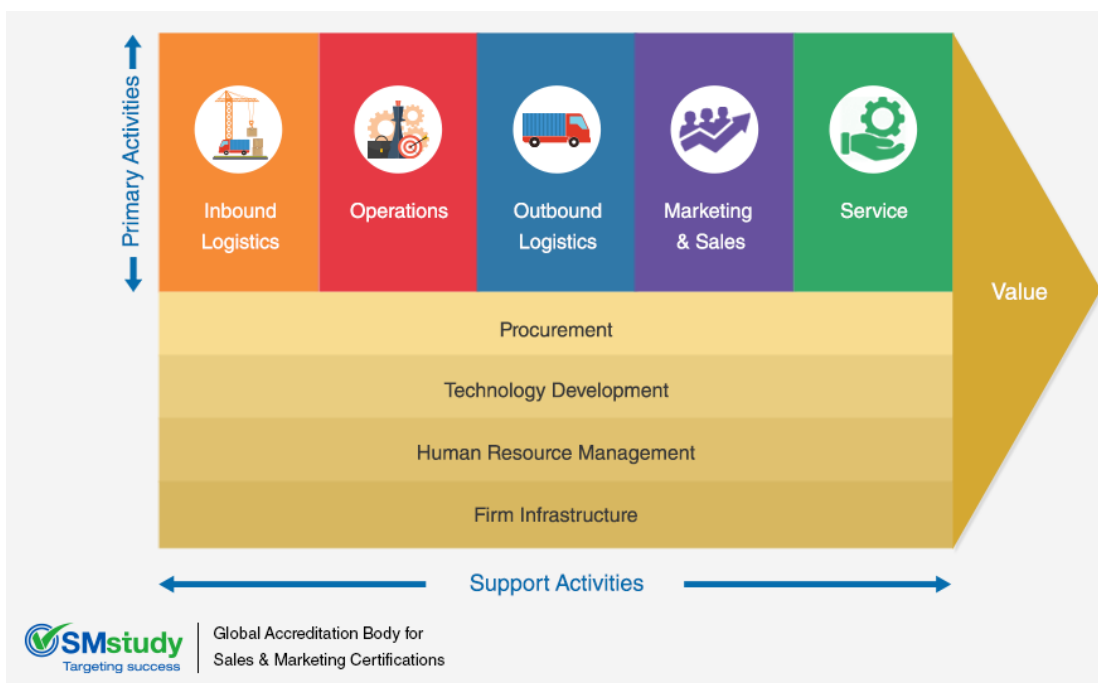 Primary Activities
Inbound
Logistics
Operations
Outbound
Logistics
Marketing
& Sales
Service
Value
Procurement
Technology Development
Human Resource Management
Firm Infrastructure
Support Activities
SMstudy
Targeting success
Global Accreditation Body for
Sales & Marketing Certifications